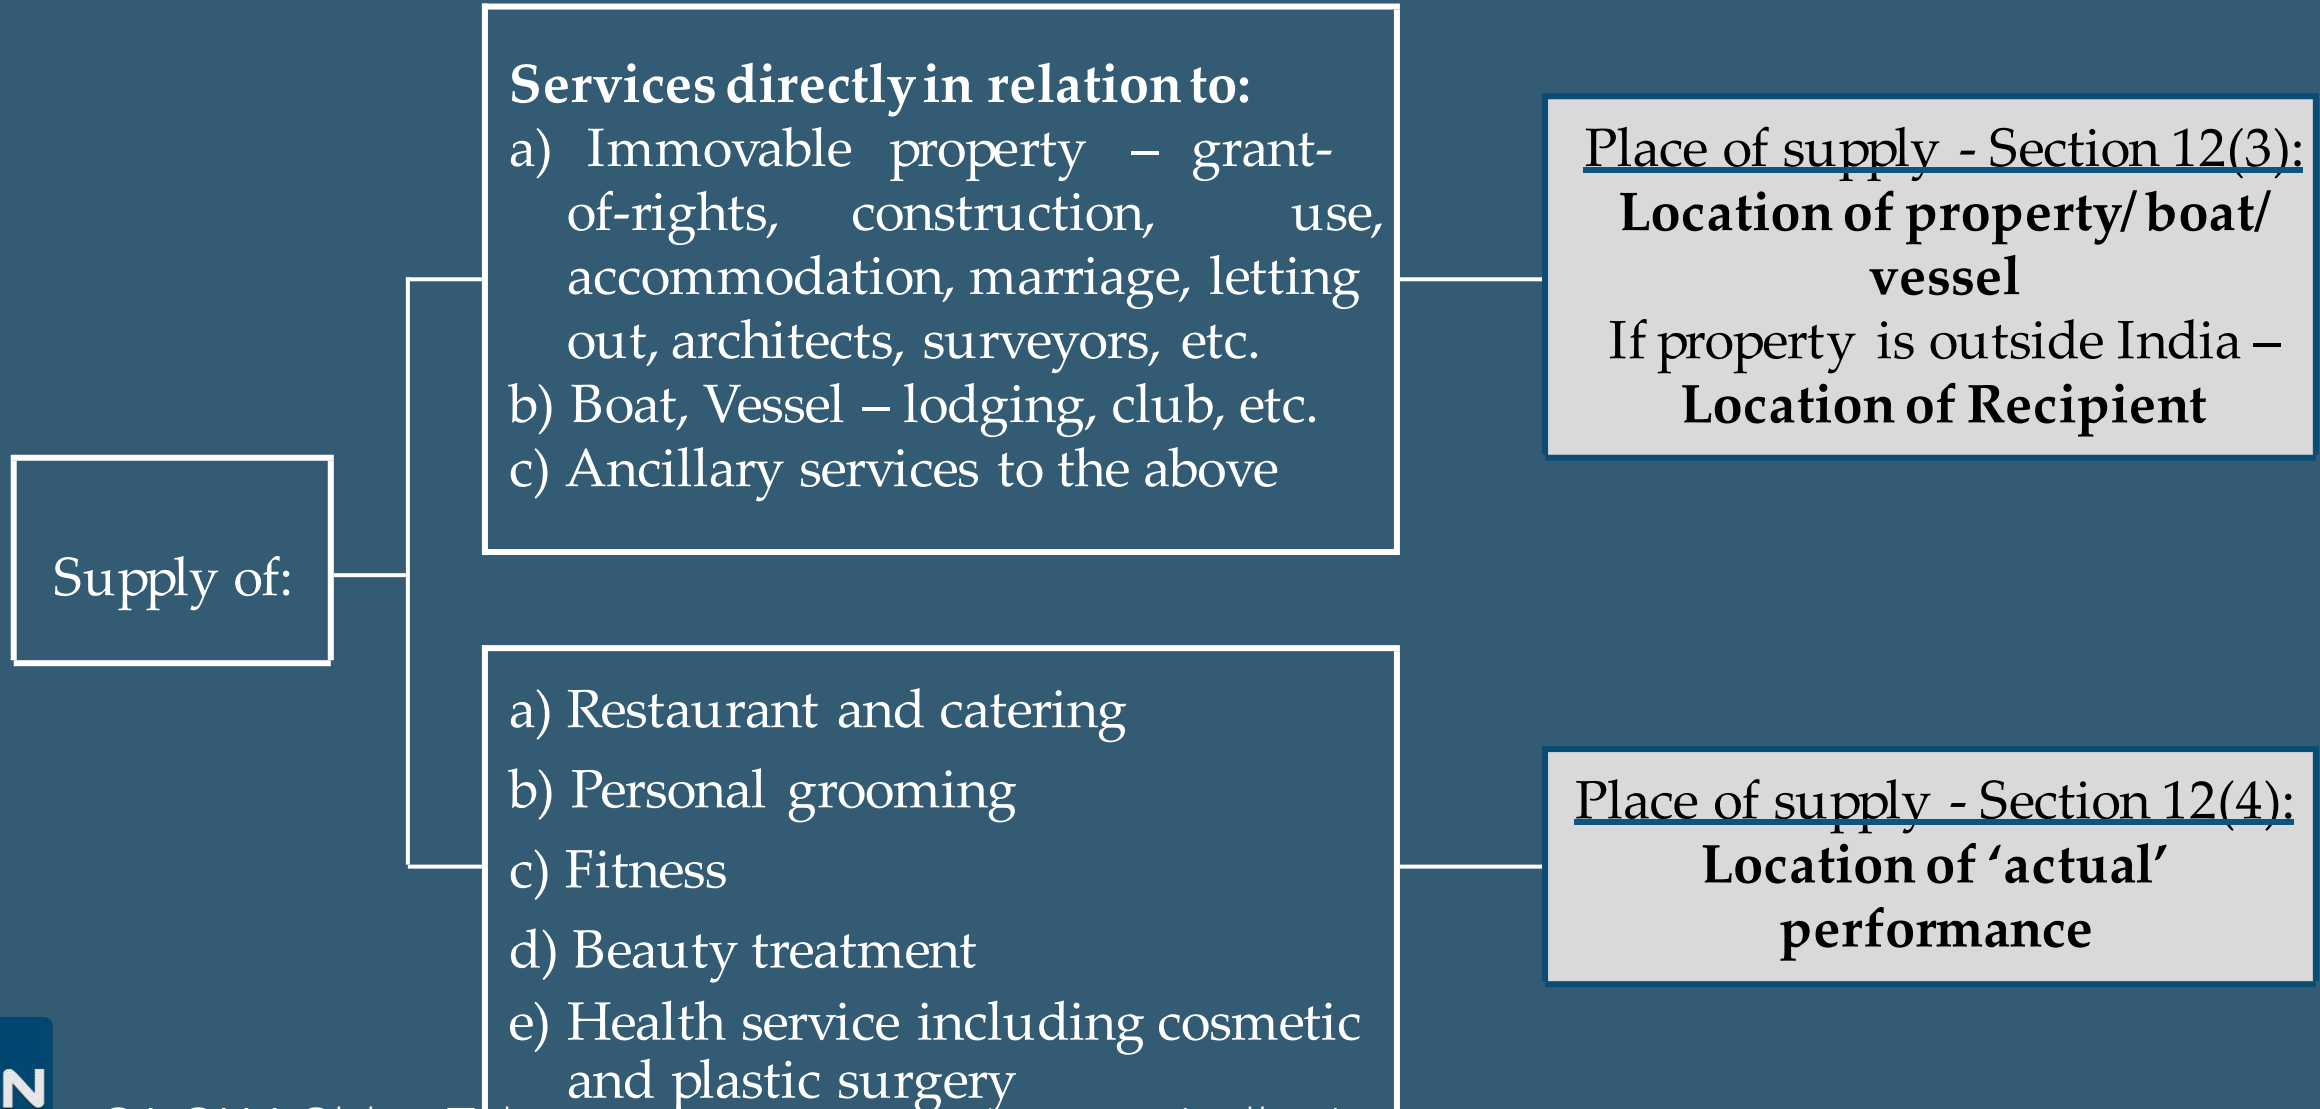 Services directly in relation to:
a) Immovable property – grant-
of-rights, construction, use,
accommodation, marriage, letting
out, architects, surveyors, etc.
b) Boat, Vessel – lodging, club, etc.
c) Ancillary services to the above
Place of supply - Section 12(3):
Location of property/ boat/
vessel
If property is outside India –
Location of Recipient
Supply of:
a) Restaurant and catering
b) Personal grooming
c) Fitness
d) Beauty treatment
e) Health service including cosmetic
and plastic surgery
Place of supply - Section 12(4):
Location of ‘actual’
performance
N